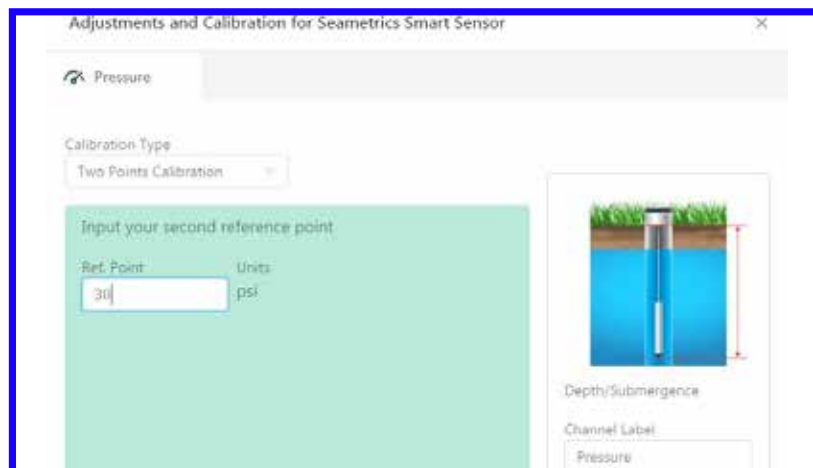 Adjustments and Calibration for Seametrics Smart Sensor
Pressure
Calibration Type
Two Points Calibration
Input your second reference point
Ref. Point Units
30 psi
Depth/Submergence
Channel Label
Pressure